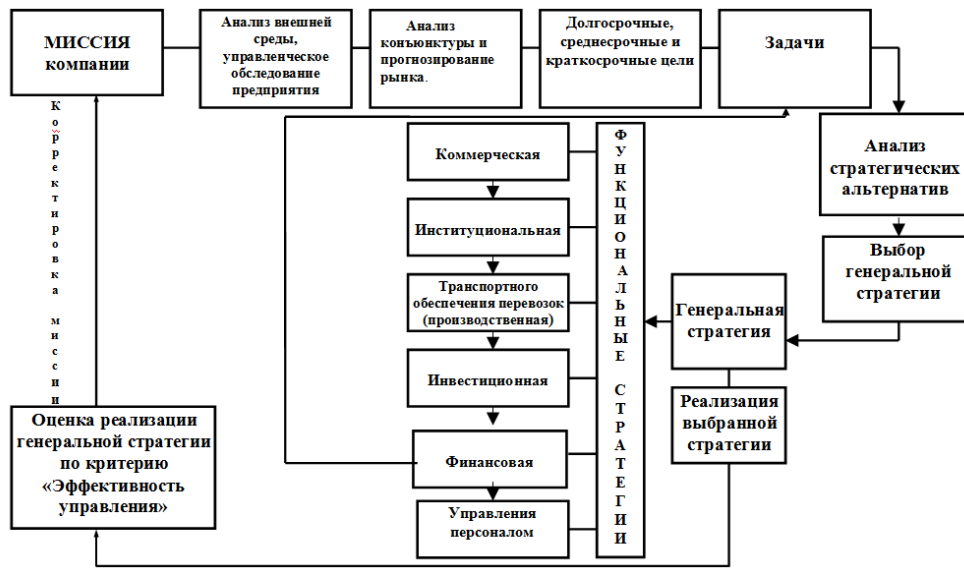 МИССИЯ
компании
Анализ внешней
среды,
управленческое
обследование
предприятия
Анализ
конъюнктуры и
прогнозирование
рынка.
Долгосрочные,
среднесрочные и
краткосрочные цели
Задачи
Анализ
стратегических
альтернатив
Выбор
генеральной
стратегии
Генеральная
стратегия
Реализация
выбранной
стратегии
ФУНКЦИОНАЛЬНЫЕ СТРАТЕГИИ
Коммерческая
Институциональная
Транспортного
обеспечения перевозок
(производственная)
Инвестиционная
Финансовая
Управления
персоналом
Корректировка миссии
Оценка реализации
генеральной стратегии
по критерию
«Эффективность
управления»